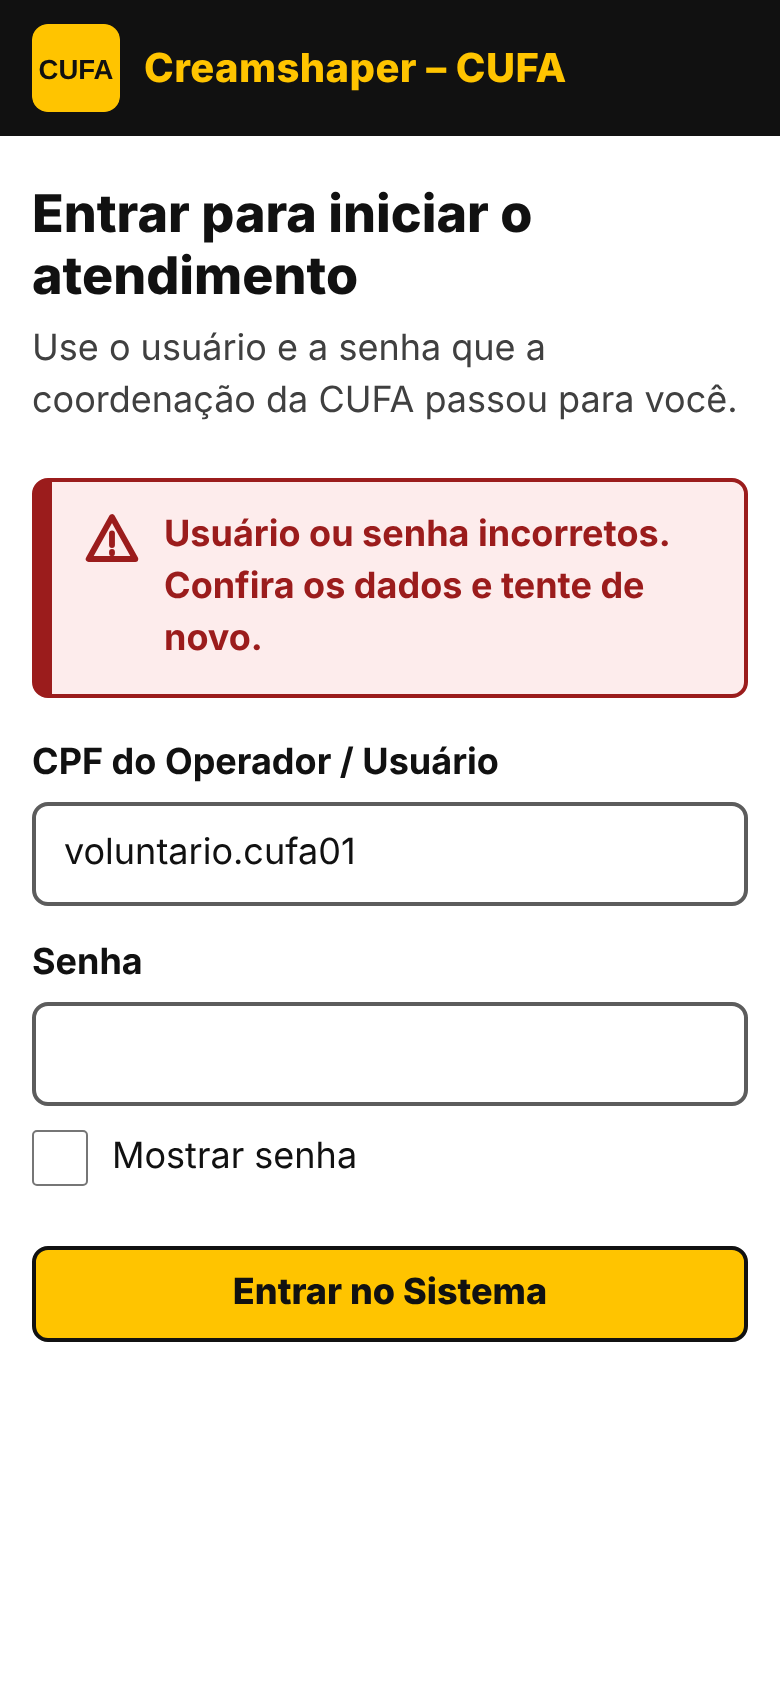 CUFA
Creamshaper – CUFA
Entrar para iniciar o
atendimento
Use o usuário e a senha que a
coordenação da CUFA passou para você.
Usuário ou senha incorretos.
Confira os dados e tente de
novo.
CPF do Operador / Usuário
voluntario.cufa01
Senha
Mostrar senha
Entrar no Sistema